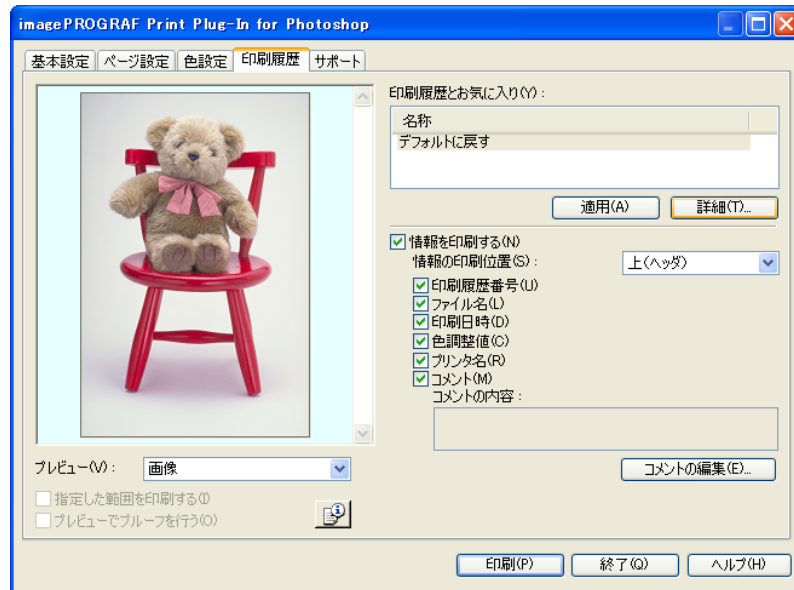 imagePROGRAF Print Plug-In for Photoshop
基本設定 ページ設定 色設定 印刷履歴 サポート
印刷履歴とお気に入り(Y)：
名称
デフォルトに戻す
適用(A) 詳細(T)...
情報を印刷する(N)
情報の印刷位置(S)： 上(ヘッダ)
印刷履歴番号(U)
ファイル名(L)
印刷日時(D)
色調整値(C)
プリンタ名(R)
コメント(M)
コメントの内容：
プレビュー(V)： 画像
コメントの編集(E)...
指定した範囲を印刷する(I)
プレビューでプルーフを行う(O)
印刷(P) 終了(Q) ヘルプ(H)